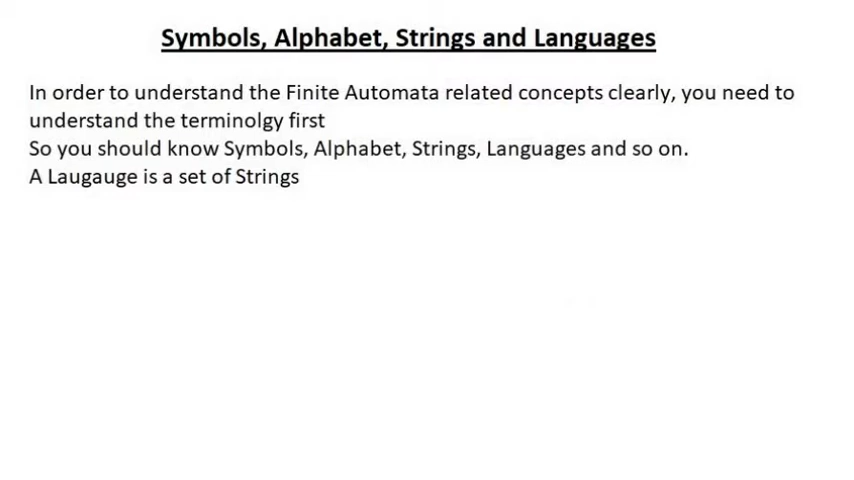 Symbols, Alphabet, Strings and Languages
In order to understand the Finite Automata related concepts clearly, you need to
understand the terminolgy first
So you should know Symbols, Alphabet, Strings, Languages and so on.
A Laugauge is a set of Strings